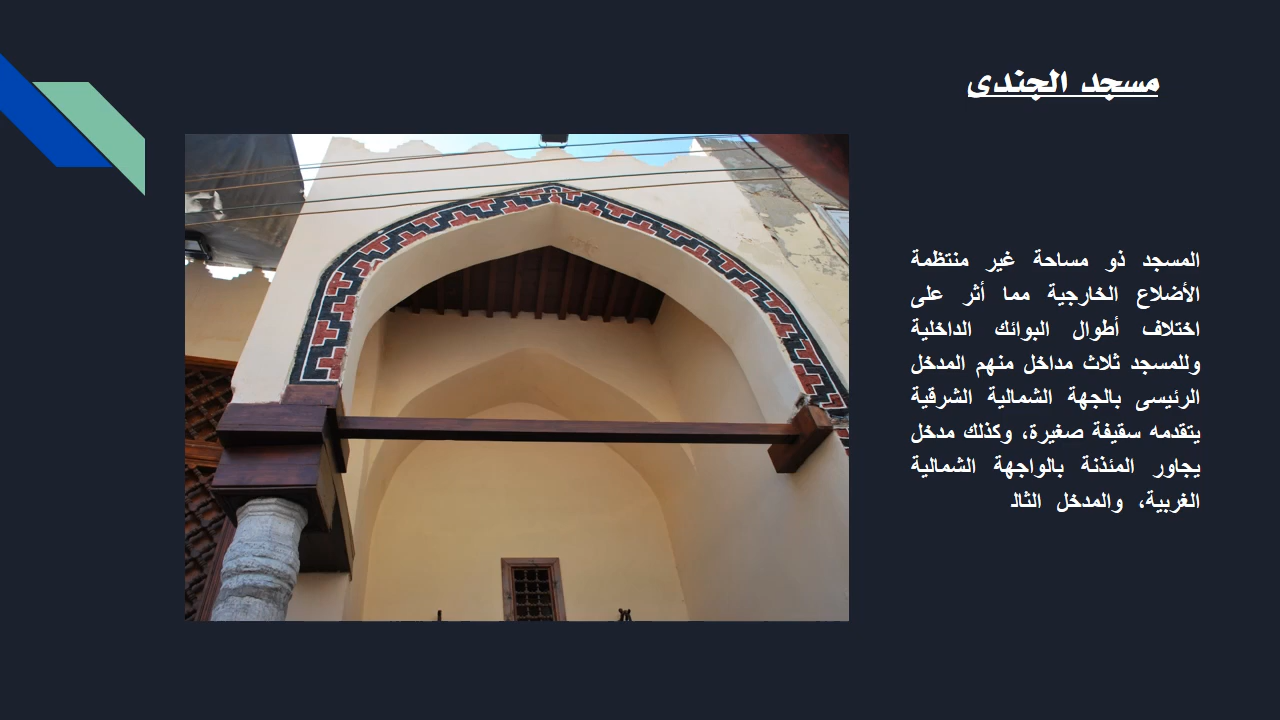 مسجد الجندى
المسجد ذو مساحة غير منتظمة
الأضلاع الخارجية مما أثر على
اختلاف أطوال البوائك الداخلية
وللمسجد ثلاث مداخل منهم المدخل
الرئيسى بالجهة الشمالية الشرقية
يتقدمه سقيفة صغيرة، وكذلك مدخل
يجاور المئذنة بالواجهة الشمالية
الغربية، والمدخل الثال